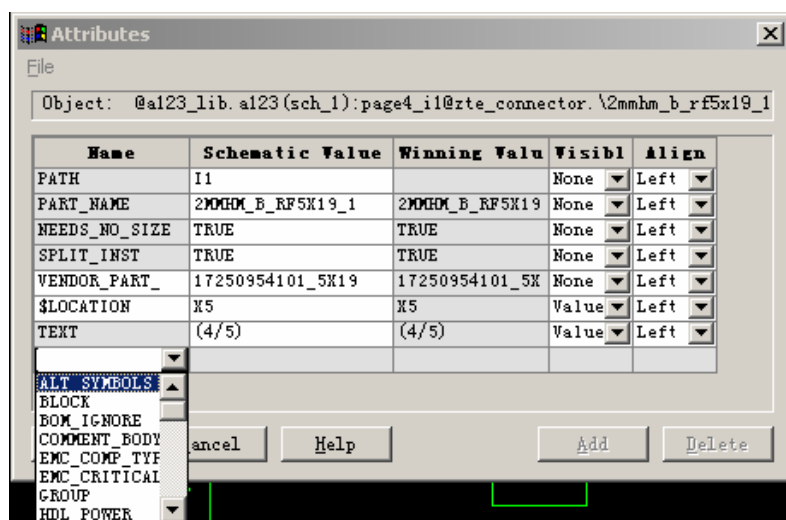 Attributes
File
Object: @a123_lib.a123(sch_1):page4_i1@zte_connector.\2mmhm_b_rf5x19_1
Name Schematic Value Winning Valu Visibl Align
PATH I1 None Left
PART_NAME 2MMHM_B_RF5X19_1 2MMHM_B_RF5X19 None Left
NEEDS_NO_SIZE TRUE TRUE None Left
SPLIT_INST TRUE TRUE None Left
VENDOR_PART_ 17250954101_5X19 17250954101_5X None Left
$LOCATION X5 X5 Value Left
TEXT (4/5) (4/5) Value Left
ALT_SYMBOLS
BLOCK
BOM_IGNORE
COMMENT_BODY
ancel Help Add Delete
EMC_COMP_TYP
EMC_CRITICAL
GROUP
HDL_POWER